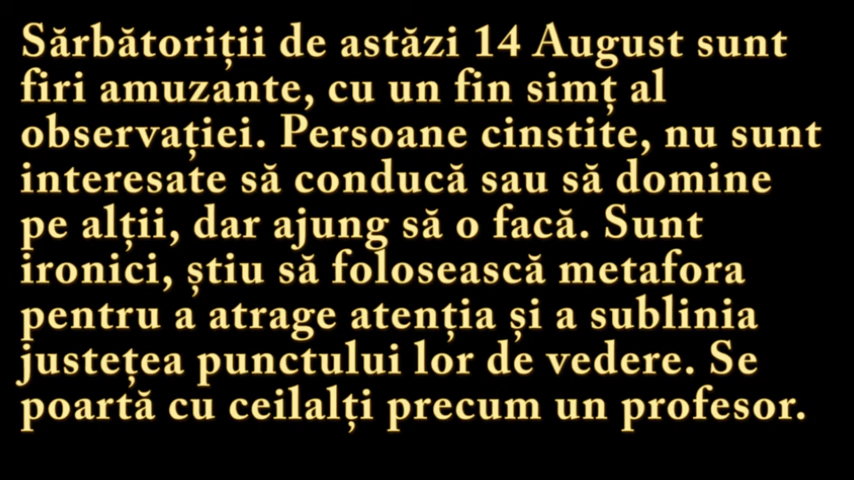 Sărbătoriții de astăzi 14 August sunt
firi amuzante, cu un fin simț al
observației. Persoane cinstite, nu sunt
interesate să conducă sau să domine
pe alții, dar ajung să o facă. Sunt
ironici, știu să folosească metafora
pentru a atrage atenția și a sublinia
justețea punctului lor de vedere. Se
poartă cu ceilalți precum un profesor.